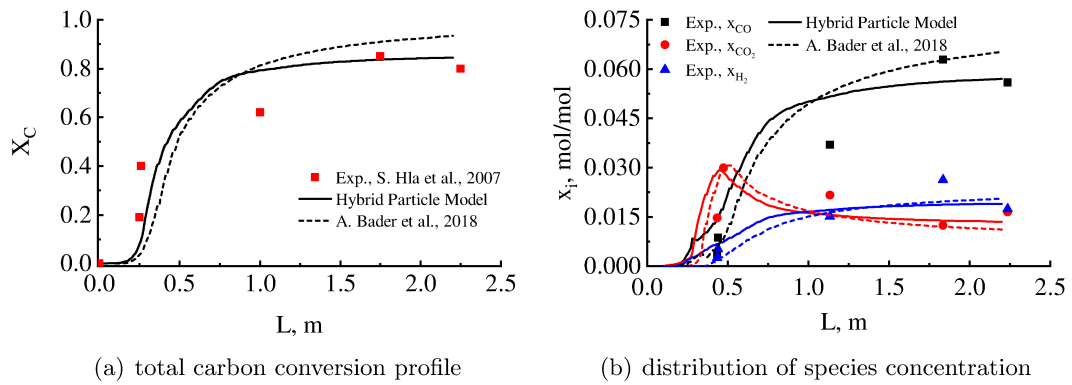 1.0
0.8
0.6
0.4
0.2
0.0
X_C
Exp., S. Hla et al., 2007
Hybrid Particle Model
A. Bader et al., 2018
0.0 0.5 1.0 1.5 2.0 2.5
L, m
(a) total carbon conversion profile
0.075
0.060
0.045
0.030
0.015
0.000
x_i, mol/mol
Exp., x_CO
Exp., x_CO₂
Exp., x_H₂
Hybrid Particle Model
A. Bader et al., 2018
0.0 0.5 1.0 1.5 2.0 2.5
L, m
(b) distribution of species concentration